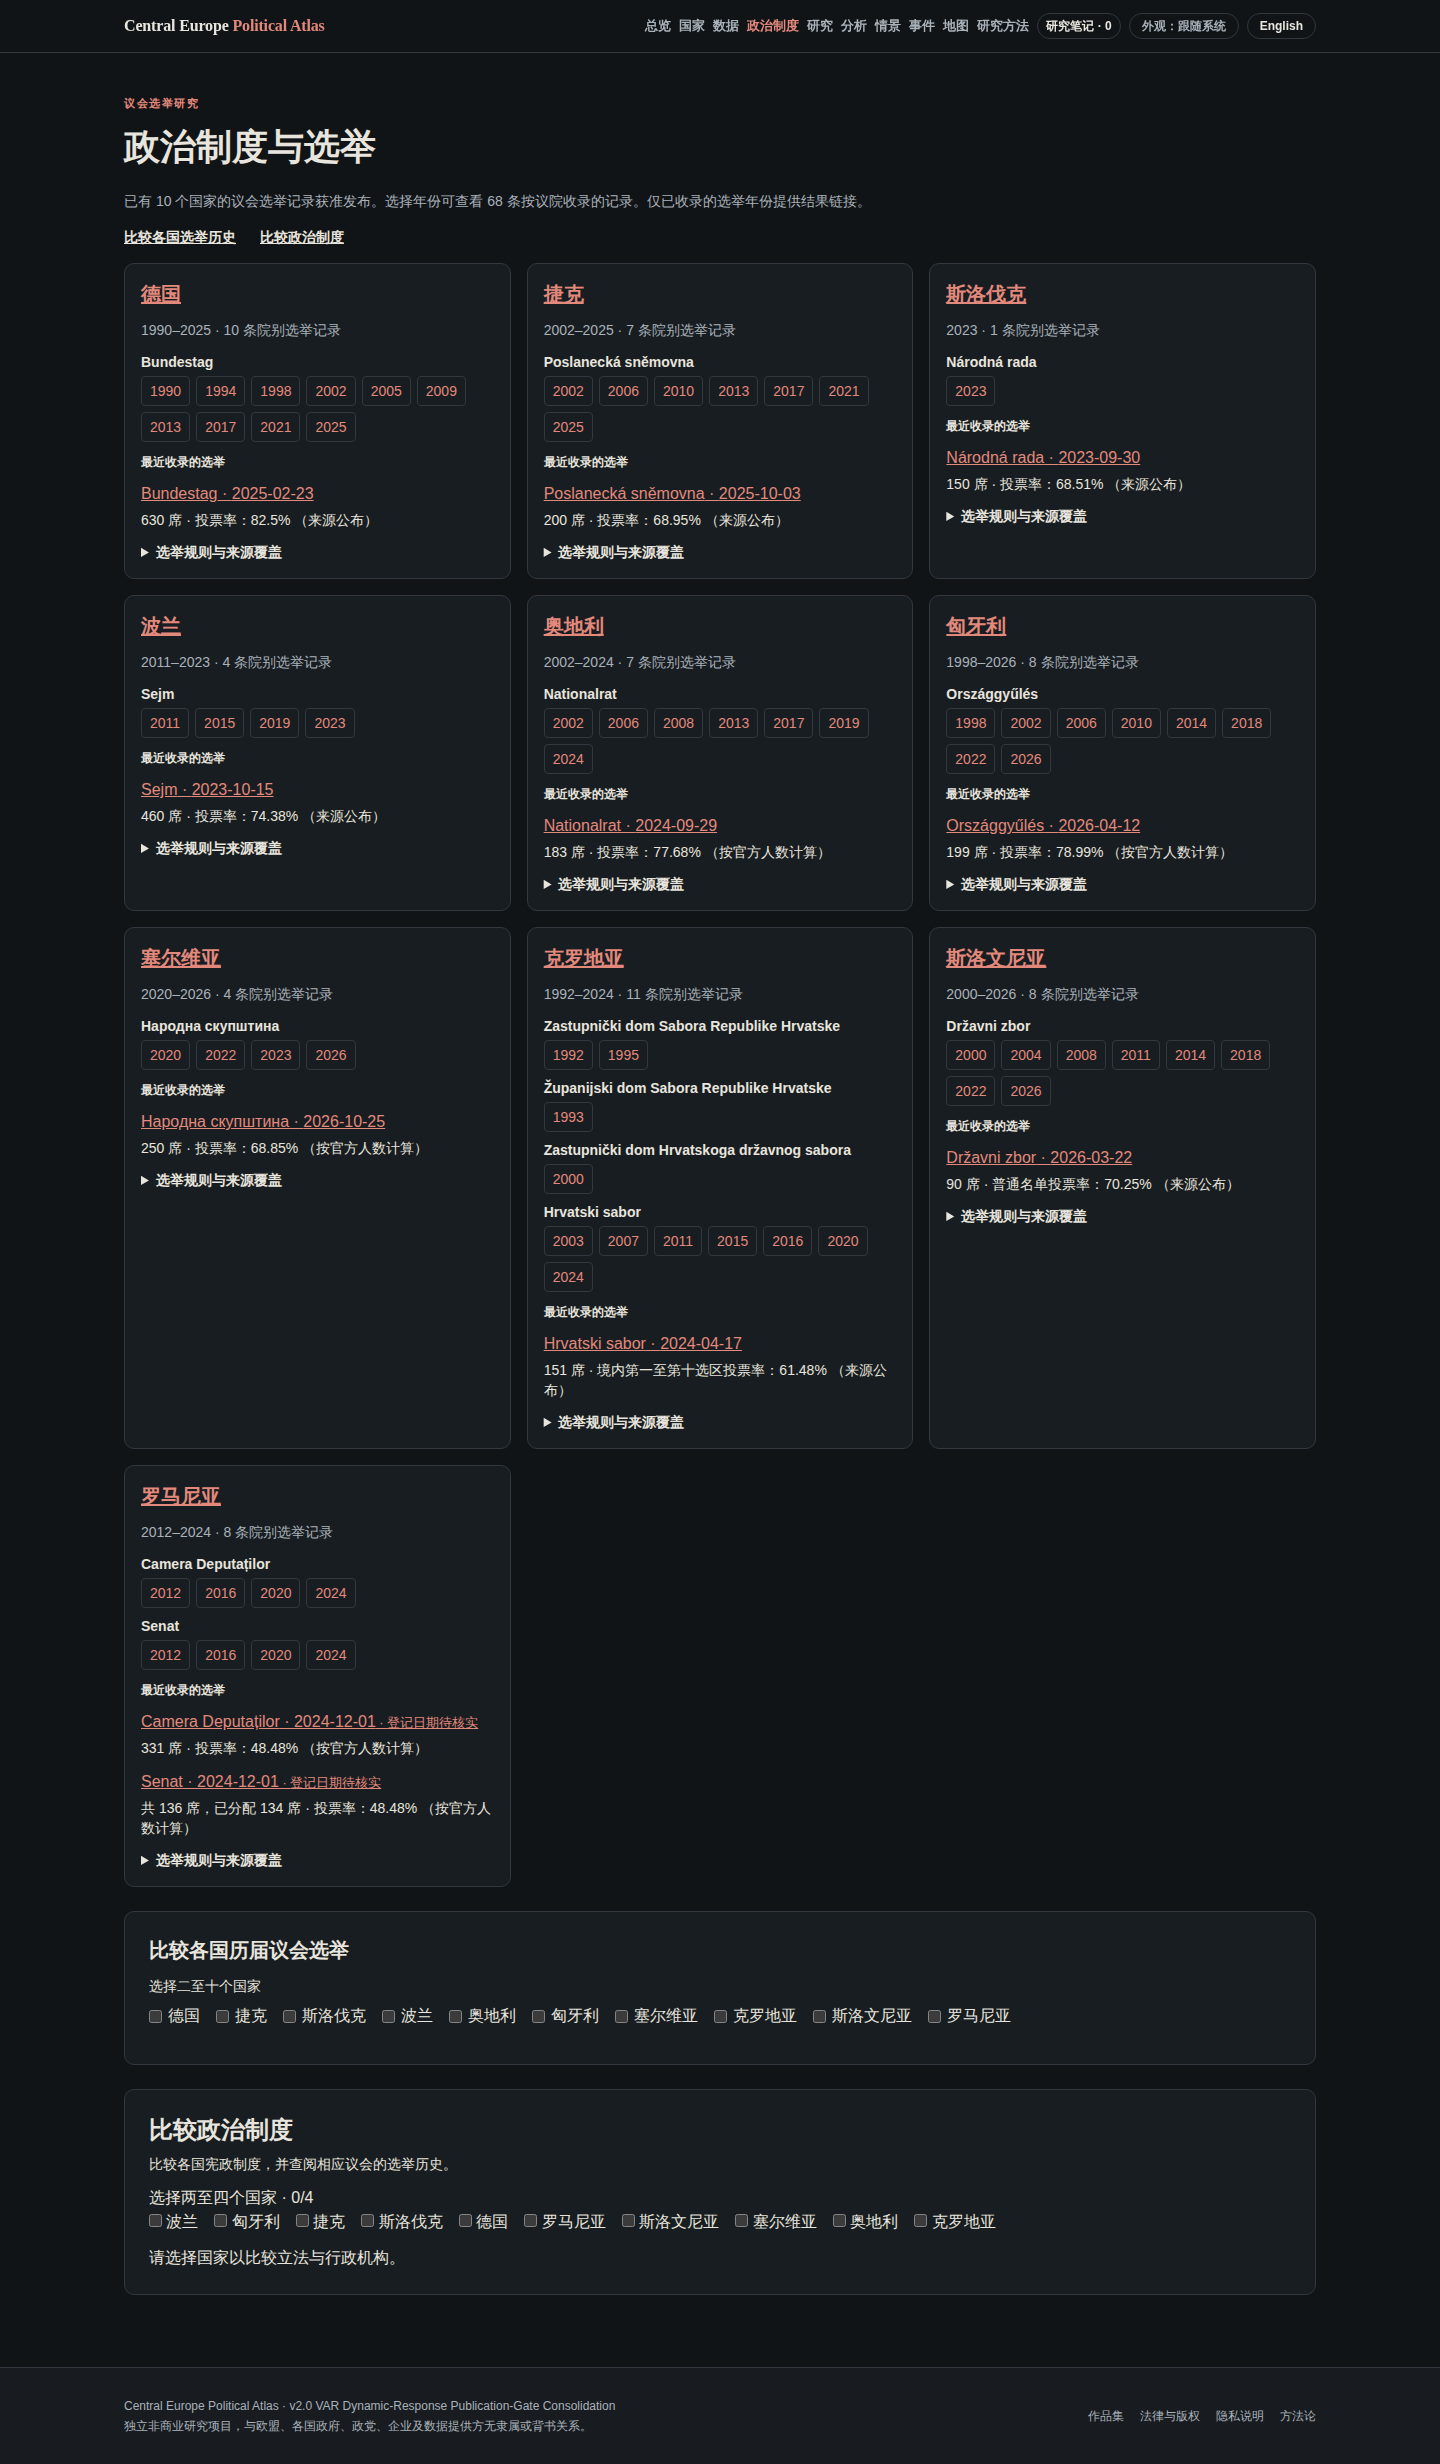 Central Europe Political Atlas
总览 国家 数据 政治制度 研究 分析 情景 事件 地图 研究方法 研究笔记 · 0 外观：跟随系统 English
议会选举研究
政治制度与选举
已有 10 个国家的议会选举记录获准发布。选择年份可查看 68 条按议院收录的记录。仅已收录的选举年份提供结果链接。
比较各国选举历史 比较政治制度
德国
1990–2025 · 10 条院别选举记录
Bundestag
1990 1994 1998 2002 2005 2009
2013 2017 2021 2025
最近收录的选举
Bundestag · 2025-02-23
630 席 · 投票率：82.5% （来源公布）
▶ 选举规则与来源覆盖
捷克
2002–2025 · 7 条院别选举记录
Poslanecká sněmovna
2002 2006 2010 2013 2017 2021
2025
最近收录的选举
Poslanecká sněmovna · 2025-10-03
200 席 · 投票率：68.95% （来源公布）
▶ 选举规则与来源覆盖
斯洛伐克
2023 · 1 条院别选举记录
Národná rada
2023
最近收录的选举
Národná rada · 2023-09-30
150 席 · 投票率：68.51% （来源公布）
▶ 选举规则与来源覆盖
波兰
2011–2023 · 4 条院别选举记录
Sejm
2011 2015 2019 2023
最近收录的选举
Sejm · 2023-10-15
460 席 · 投票率：74.38% （来源公布）
▶ 选举规则与来源覆盖
奥地利
2002–2024 · 7 条院别选举记录
Nationalrat
2002 2006 2008 2013 2017 2019
2024
最近收录的选举
Nationalrat · 2024-09-29
183 席 · 投票率：77.68% （按官方人数计算）
▶ 选举规则与来源覆盖
匈牙利
1998–2026 · 8 条院别选举记录
Országgyűlés
1998 2002 2006 2010 2014 2018
2022 2026
最近收录的选举
Országgyűlés · 2026-04-12
199 席 · 投票率：78.99% （按官方人数计算）
▶ 选举规则与来源覆盖
塞尔维亚
2020–2026 · 4 条院别选举记录
Народна скупштина
2020 2022 2023 2026
最近收录的选举
Народна скупштина · 2026-10-25
250 席 · 投票率：68.85% （按官方人数计算）
▶ 选举规则与来源覆盖
克罗地亚
1992–2024 · 11 条院别选举记录
Zastupnički dom Sabora Republike Hrvatske
1992 1995
Županijski dom Sabora Republike Hrvatske
1993
Zastupnički dom Hrvatskoga državnog sabora
2000
Hrvatski sabor
2003 2007 2011 2015 2016 2020
2024
最近收录的选举
Hrvatski sabor · 2024-04-17
151 席 · 境内第一至第十选区投票率：61.48% （来源公
布）
▶ 选举规则与来源覆盖
斯洛文尼亚
2000–2026 · 8 条院别选举记录
Državni zbor
2000 2004 2008 2011 2014 2018
2022 2026
最近收录的选举
Državni zbor · 2026-03-22
90 席 · 普通名单投票率：70.25% （来源公布）
▶ 选举规则与来源覆盖
罗马尼亚
2012–2024 · 8 条院别选举记录
Camera Deputaților
2012 2016 2020 2024
Senat
2012 2016 2020 2024
最近收录的选举
Camera Deputaților · 2024-12-01 · 登记日期待核实
331 席 · 投票率：48.48% （按官方人数计算）
Senat · 2024-12-01 · 登记日期待核实
共 136 席，已分配 134 席 · 投票率：48.48% （按官方人
数计算）
▶ 选举规则与来源覆盖
比较各国历届议会选举
选择二至十个国家
德国 捷克 斯洛伐克 波兰 奥地利 匈牙利 塞尔维亚 克罗地亚 斯洛文尼亚 罗马尼亚
比较政治制度
比较各国宪政制度，并查阅相应议会的选举历史。
选择两至四个国家 · 0/4
波兰 匈牙利 捷克 斯洛伐克 德国 罗马尼亚 斯洛文尼亚 塞尔维亚 奥地利 克罗地亚
请选择国家以比较立法与行政机构。
Central Europe Political Atlas · v2.0 VAR Dynamic-Response Publication-Gate Consolidation
独立非商业研究项目，与欧盟、各国政府、政党、企业及数据提供方无隶属或背书关系。
作品集 法律与版权 隐私说明 方法论